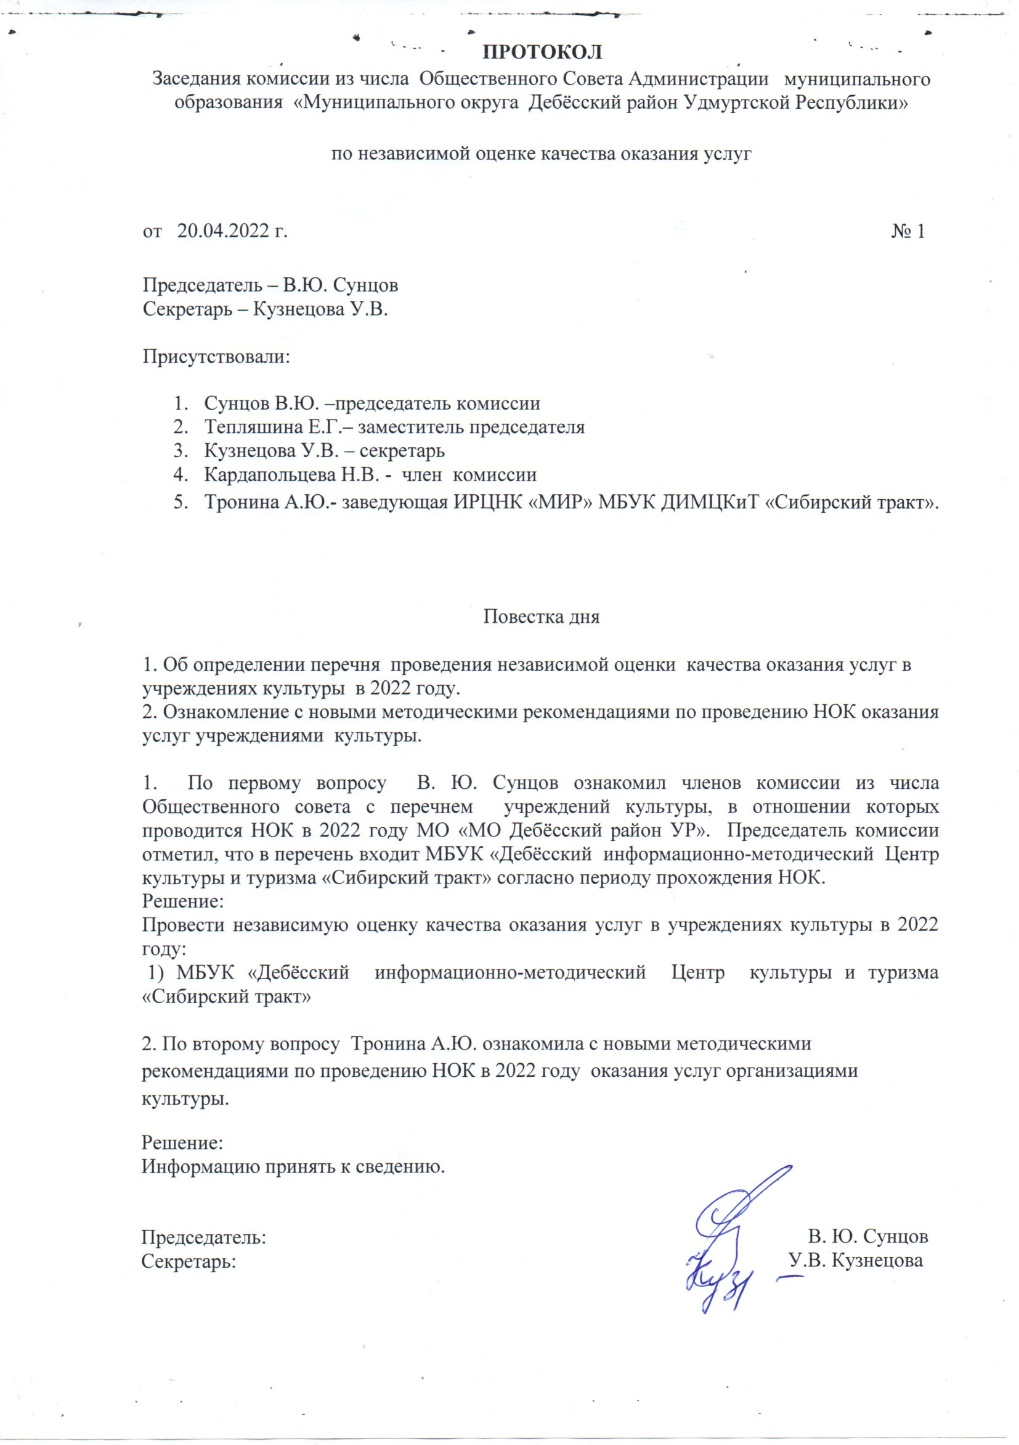 ПРОТОКОЛ
Заседания комиссии из числа Общественного Совета Администрации муниципального
образования «Муниципального округа Дебёсский район Удмуртской Республики»
по независимой оценке качества оказания услуг
от 20.04.2022 г. № 1
Председатель – В.Ю. Сунцов
Секретарь – Кузнецова У.В.
Присутствовали:
1. Сунцов В.Ю. –председатель комиссии
2. Тепляшина Е.Г.– заместитель председателя
3. Кузнецова У.В. – секретарь
4. Кардапольцева Н.В. - член комиссии
5. Тронина А.Ю.- заведующая ИРЦНК «МИР» МБУК ДИМЦКиТ «Сибирский тракт».
Повестка дня
1. Об определении перечня проведения независимой оценки качества оказания услуг в
учреждениях культуры в 2022 году.
2. Ознакомление с новыми методическими рекомендациями по проведению НОК оказания
услуг учреждениями культуры.
1. По первому вопросу В. Ю. Сунцов ознакомил членов комиссии из числа
Общественного совета с перечнем учреждений культуры, в отношении которых
проводится НОК в 2022 году МО «МО Дебёсский район УР». Председатель комиссии
отметил, что в перечень входит МБУК «Дебёсский информационно-методический Центр
культуры и туризма «Сибирский тракт» согласно периоду прохождения НОК.
Решение:
Провести независимую оценку качества оказания услуг в учреждениях культуры в 2022
году:
1) МБУК «Дебёсский информационно-методический Центр культуры и туризма
«Сибирский тракт»
2. По второму вопросу Тронина А.Ю. ознакомила с новыми методическими
рекомендациями по проведению НОК в 2022 году оказания услуг организациями
культуры.
Решение:
Информацию принять к сведению.
Председатель: В. Ю. Сунцов
Секретарь: Куз У.В. Кузнецова